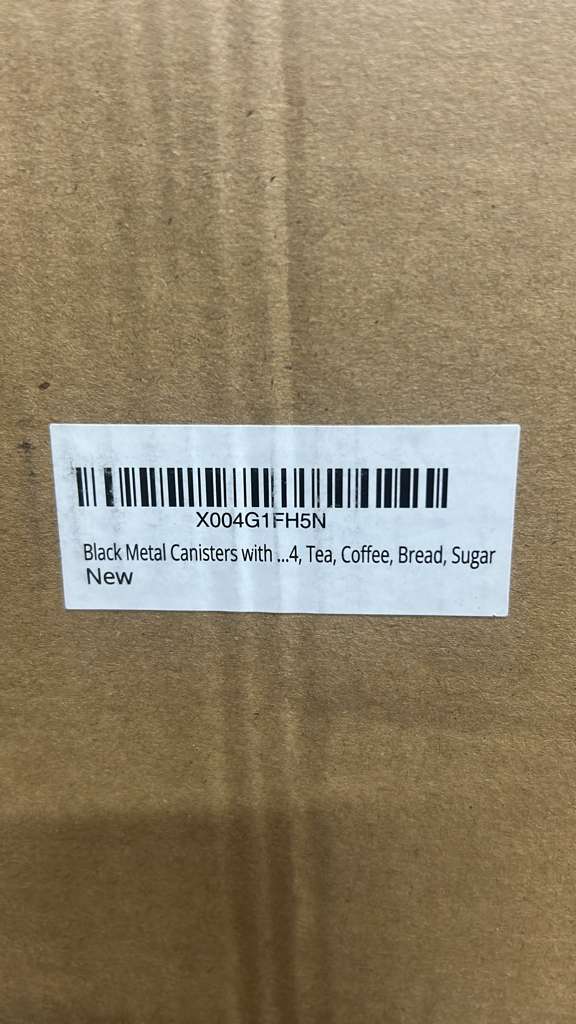 X004G1FH5N
Black Metal Canisters with ...4, Tea, Coffee, Bread, Sugar
New